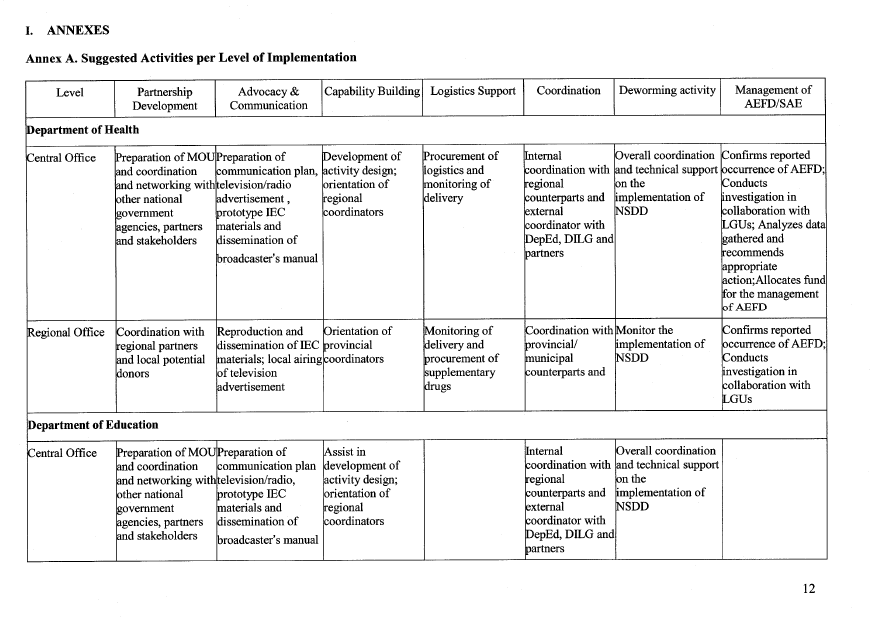 I. ANNEXES
Annex A. Suggested Activities per Level of Implementation
Level
Partnership
Development
Advocacy &
Communication
Capability Building
Logistics Support
Coordination
Deworming activity
Management of
AEFD/SAE
Department of Health
Central Office
Preparation of MOU
and coordination
and networking with
other national
government
agencies, partners
and stakeholders
Preparation of
communication plan,
television/radio
advertisement ,
prototype IEC
materials and
dissemination of
broadcaster's manual
Development of
activity design;
orientation of
regional
coordinators
Procurement of
logistics and
monitoring of
delivery
Internal
coordination with
regional
counterparts and
external
coordinator with
DepEd, DILG and
partners
Overall coordination
and technical support
on the
implementation of
NSDD
Confirms reported
occurrence of AEFD;
Conducts
investigation in
collaboration with
LGUs; Analyzes data
gathered and
recommends
appropriate
action;Allocates fund
for the management
of AEFD
Regional Office
Coordination with
regional partners
and local potential
donors
Reproduction and
dissemination of IEC
materials; local airing
of television
advertisement
Orientation of
provincial
coordinators
Monitoring of
delivery and
procurement of
supplementary
drugs
Coordination with
provincial/
municipal
counterparts and
Monitor the
implementation of
NSDD
Confirms reported
occurrence of AEFD;
Conducts
investigation in
collaboration with
LGUs
Department of Education
Central Office
Preparation of MOU
and coordination
and networking with
other national
government
agencies, partners
and stakeholders
Preparation of
communication plan
television/radio,
prototype IEC
materials and
dissemination of
broadcaster's manual
Assist in
development of
activity design;
orientation of
regional
coordinators
Internal
coordination with
regional
counterparts and
external
coordinator with
DepEd, DILG and
partners
Overall coordination
and technical support
on the
implementation of
NSDD
12